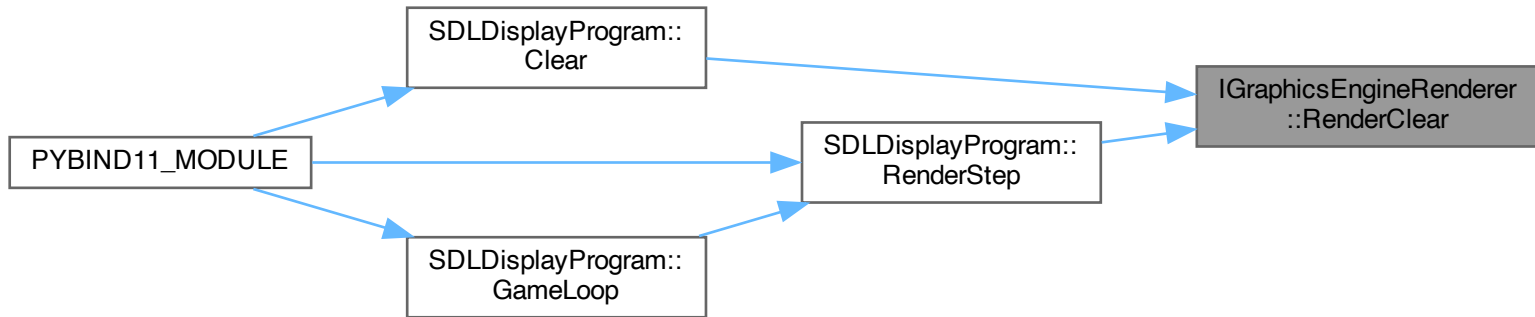 SDLDisplayProgram::
Clear
IGraphicsEngineRenderer
::RenderClear
PYBIND11_MODULE
SDLDisplayProgram::
RenderStep
SDLDisplayProgram::
GameLoop